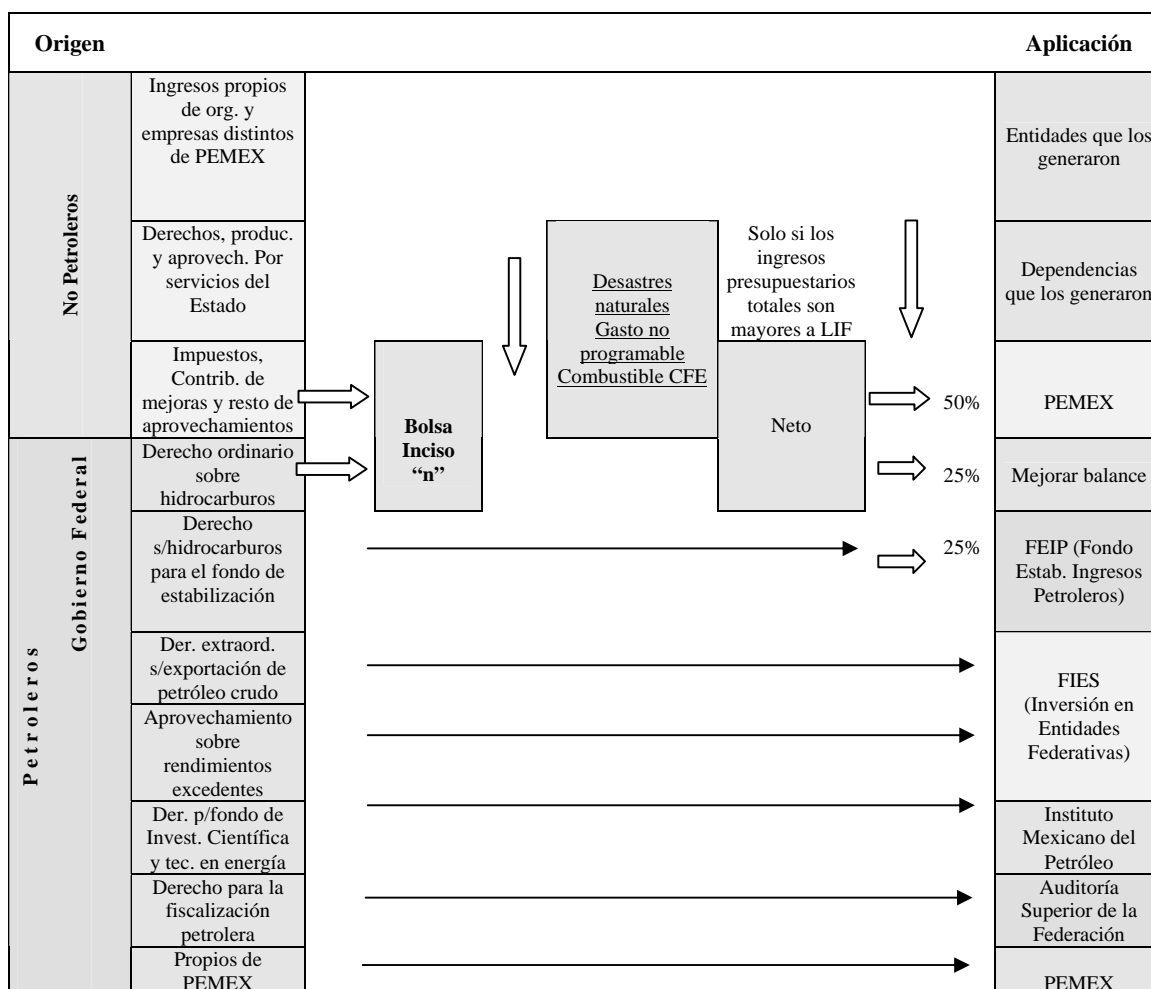 Origen
Aplicación
No Petroleros
Gobierno Federal
Petroleros
Ingresos propios
de org. y
empresas distintos
de PEMEX
Entidades que los
generaron
Derechos, produc.
y aprovech. Por
servicios del
Estado
Desastres
naturales
Gasto no
programable
Combustible CFE
Solo si los
ingresos
presupuestarios
totales son
mayores a LIF
Dependencias
que los generaron
Impuestos,
Contrib. de
mejoras y resto de
aprovechamientos
Bolsa
Inciso
“n”
Neto
50%
PEMEX
Derecho ordinario
sobre
hidrocarburos
25%
Mejorar balance
Derecho
s/hidrocarburos
para el fondo de
estabilización
25%
FEIP (Fondo
Estab. Ingresos
Petroleros)
Der. extraord.
s/exportación de
petróleo crudo
Aprovechamiento
sobre
rendimientos
excedentes
FIES
(Inversión en
Entidades
Federativas)
Der. p/fondo de
Invest. Científica
y tec. en energía
Instituto
Mexicano del
Petróleo
Derecho para la
fiscalización
petrolera
Auditoría
Superior de la
Federación
Propios de
PEMEX
PEMEX